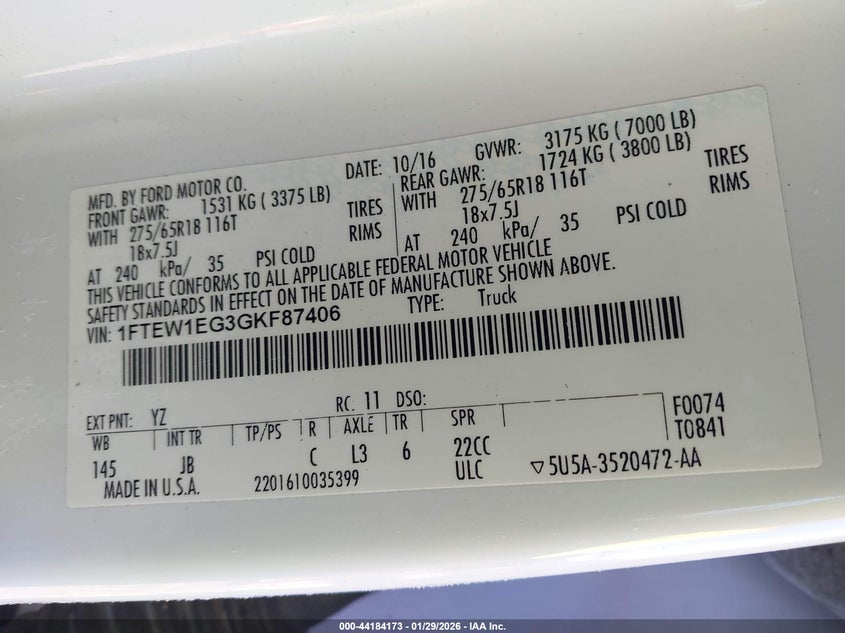 MFD. BY FORD MOTOR CO. DATE: 10/16 GVWR: 3175 KG ( 7000 LB)
FRONT GAWR: 1531 KG ( 3375 LB) REAR GAWR: 1724 KG ( 3800 LB)
WITH 275/65R18 116T TIRES WITH 275/65R18 116T TIRES
18x7.5J RIMS 18x7.5J RIMS
AT 240 kPa/ 35 PSI COLD AT 240 kPa/ 35 PSI COLD
THIS VEHICLE CONFORMS TO ALL APPLICABLE FEDERAL MOTOR VEHICLE
SAFETY STANDARDS IN EFFECT ON THE DATE OF MANUFACTURE SHOWN ABOVE.
VIN: 1FTEW1EG3GKF87406 TYPE: Truck
EXT PNT: YZ RC: 11 DSO:
WB INT TR TP/PS R AXLE TR SPR F0074
145 JB C L3 6 22CC T0841
MADE IN U.S.A. 2201610035399 ULC ▽5U5A-3520472-AA
000-44184173 — 01/29/2026 — IAA Inc.